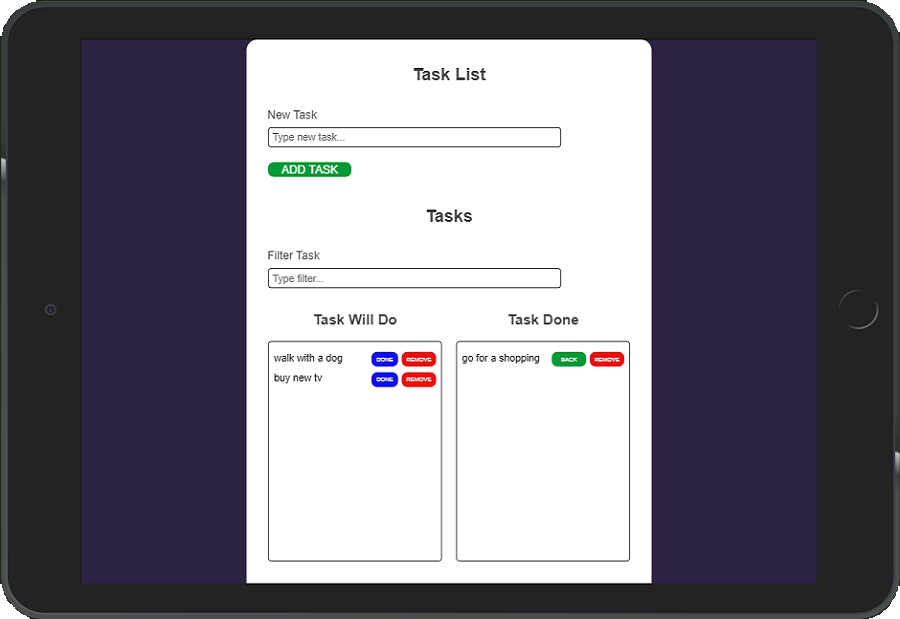 Task List
New Task
Type new task...
ADD TASK
Tasks
Filter Task
Type filter...
Task Will Do
walk with a dog DONE REMOVE
buy new tv DONE REMOVE
Task Done
go for a shopping BACK REMOVE